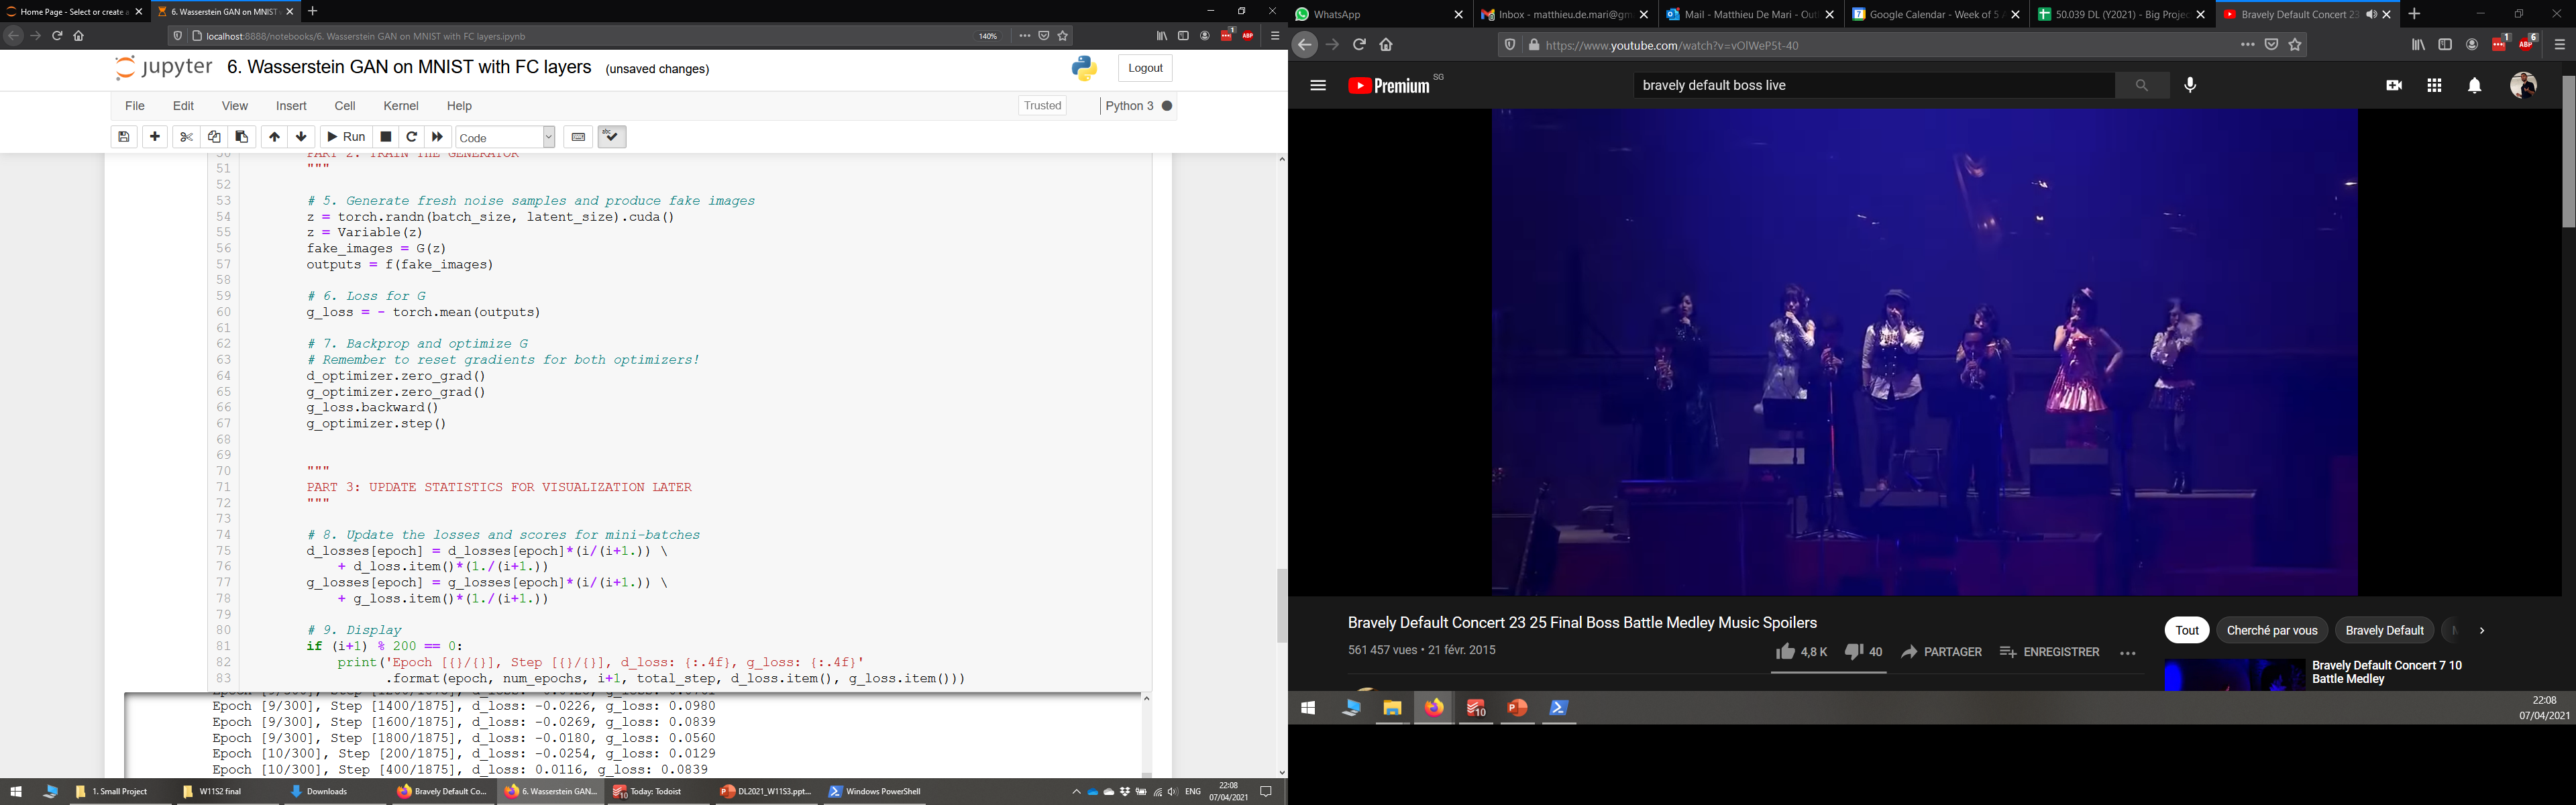 Home Page - Select or create a
6. Wasserstein GAN on MNIST
localhost:8888/notebooks/6. Wasserstein GAN on MNIST with FC layers.ipynb
140%
jupyter 6. Wasserstein GAN on MNIST with FC layers (unsaved changes)
Logout
File Edit View Insert Cell Kernel Help
Trusted Python 3
Run Code
50 PART 2: TRAIN THE GENERATOR
51 """
52
53 # 5. Generate fresh noise samples and produce fake images
54 z = torch.randn(batch_size, latent_size).cuda()
55 z = Variable(z)
56 fake_images = G(z)
57 outputs = f(fake_images)
58
59 # 6. Loss for G
60 g_loss = - torch.mean(outputs)
61
62 # 7. Backprop and optimize G
63 # Remember to reset gradients for both optimizers!
64 d_optimizer.zero_grad()
65 g_optimizer.zero_grad()
66 g_loss.backward()
67 g_optimizer.step()
68
69
70 """
71 PART 3: UPDATE STATISTICS FOR VISUALIZATION LATER
72 """
73
74 # 8. Update the losses and scores for mini-batches
75 d_losses[epoch] = d_losses[epoch]*(i/(i+1.)) \
76 + d_loss.item()*(1./(i+1.))
77 g_losses[epoch] = g_losses[epoch]*(i/(i+1.)) \
78 + g_loss.item()*(1./(i+1.))
79
80 # 9. Display
81 if (i+1) % 200 == 0:
82 print('Epoch [{}/{}], Step [{}/{}], d_loss: {:.4f}, g_loss: {:.4f}'
83 .format(epoch, num_epochs, i+1, total_step, d_loss.item(), g_loss.item()))
Epoch [9/300], Step [1400/1875], d_loss: -0.0226, g_loss: 0.0980
Epoch [9/300], Step [1600/1875], d_loss: -0.0269, g_loss: 0.0839
Epoch [9/300], Step [1800/1875], d_loss: -0.0180, g_loss: 0.0560
Epoch [10/300], Step [200/1875], d_loss: -0.0254, g_loss: 0.0129
Epoch [10/300], Step [400/1875], d_loss: 0.0116, g_loss: 0.0839
1. Small Project
W11S2 final
Downloads
Bravely Default Co...
6. Wasserstein GAN...
10 Today: Todoist
DL2021_W11S3.ppt...
Windows PowerShell
ENG
22:08
07/04/2021
WhatsApp
Inbox - matthieu.de.mari@gm
Mail - Matthieu De Mari - Out
Google Calendar - Week of 5
50.039 DL (Y2021) - Big Projec
Bravely Default Concert 23
https://www.youtube.com/watch?v=vOlWeP5t-40
1
ABP 6
Premium SG
bravely default boss live
Bravely Default Concert 23 25 Final Boss Battle Medley Music Spoilers
561 457 vues • 21 févr. 2015
4,8 K 40 PARTAGER ENREGISTRER
Tout Cherché par vous Bravely Default
Bravely Default Concert 7 10
Battle Medley
10
22:08
07/04/2021